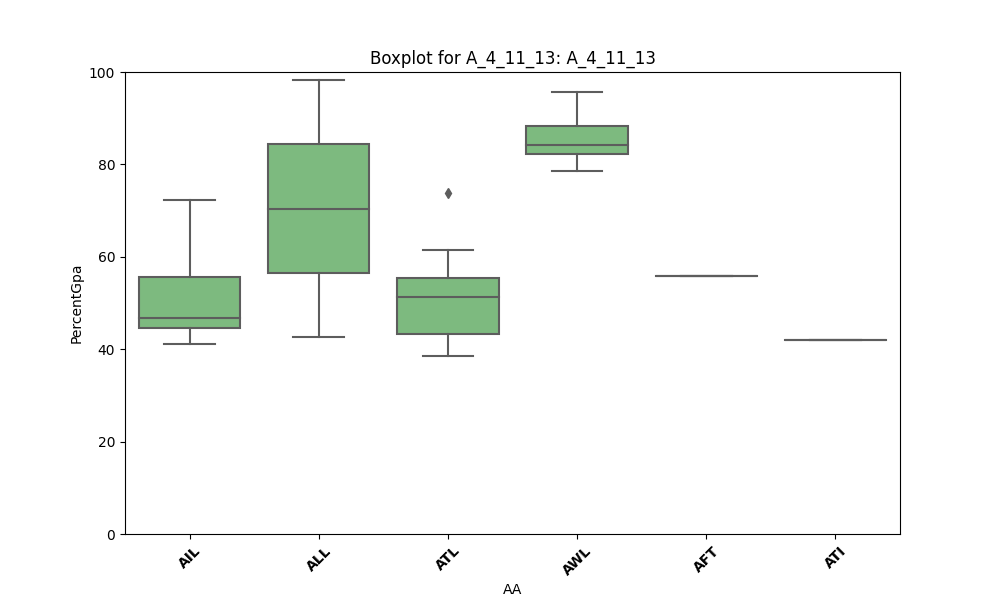 Boxplot for A_4_11_13: A_4_11_13
100
80
60
40
20
0
PercentGpa
AIL
ALL
ATL
AWL
AFT
ATI
AA